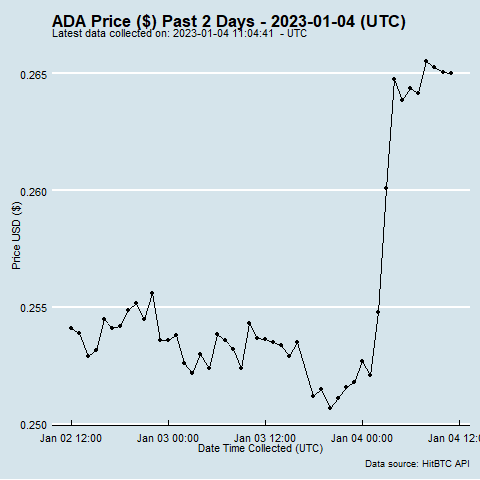 ADA Price ($) Past 2 Days - 2023-01-04 (UTC)
Latest data collected on: 2023-01-04 11:04:41 - UTC
0.265
0.260
0.255
0.250
Price USD ($)
Jan 02 12:00 Jan 03 00:00 Jan 03 12:00 Jan 04 00:00 Jan 04 12:00
Date Time Collected (UTC)
Data source: HitBTC API